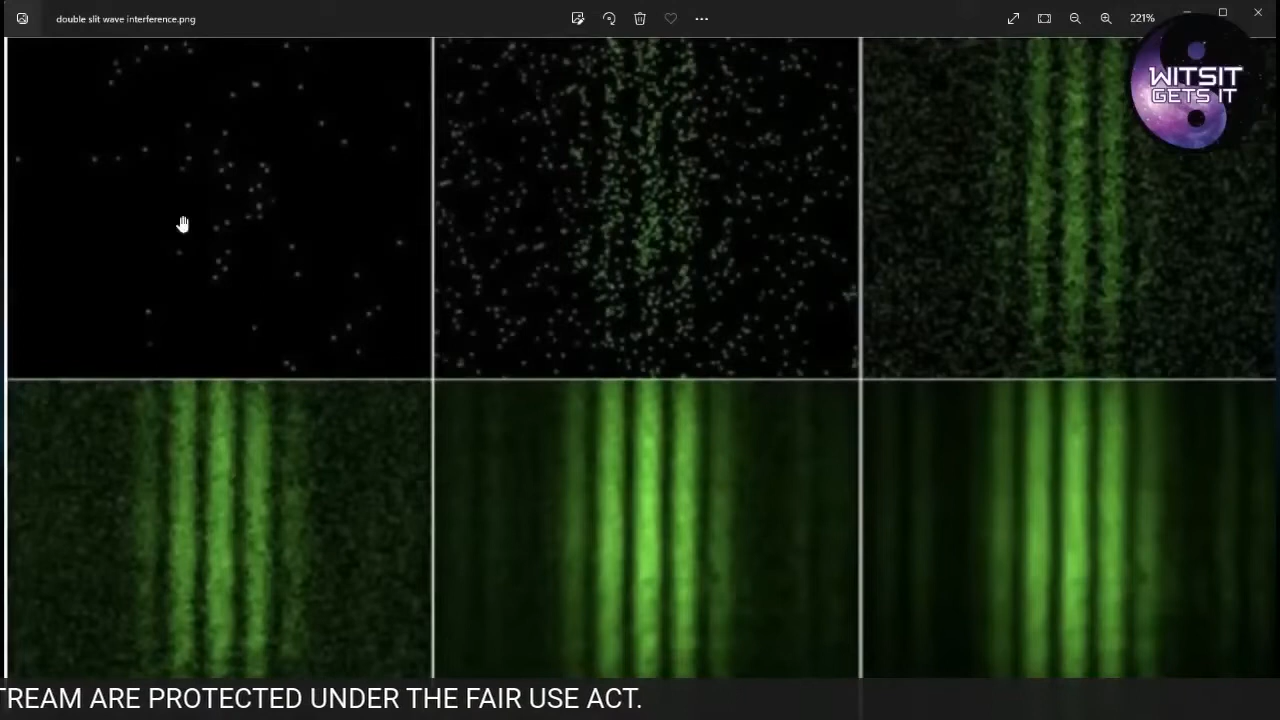 double slit wave interference.png
221%
WITSIT
GETS IT
TREAM ARE PROTECTED UNDER THE FAIR USE ACT.